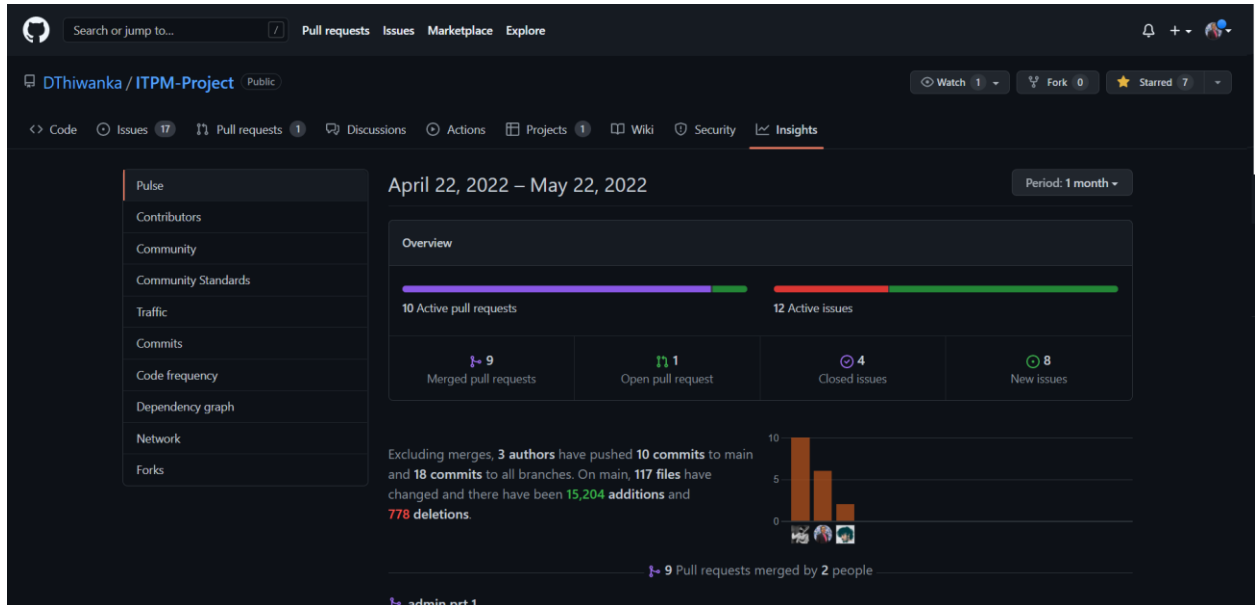 Search or jump to... /
Pull requests Issues Marketplace Explore
DThiwanka / ITPM-Project Public
Watch 1 Fork 0 Starred 7
Code Issues 17 Pull requests 1 Discussions Actions Projects 1 Wiki Security Insights
Pulse
Contributors
Community
Community Standards
Traffic
Commits
Code frequency
Dependency graph
Network
Forks
April 22, 2022 – May 22, 2022
Period: 1 month
Overview
10 Active pull requests
12 Active issues
9
Merged pull requests
1
Open pull request
4
Closed issues
8
New issues
Excluding merges, 3 authors have pushed 10 commits to main
and 18 commits to all branches. On main, 117 files have
changed and there have been 15,204 additions and
778 deletions.
10
5
0
9 Pull requests merged by 2 people
admin prt 1